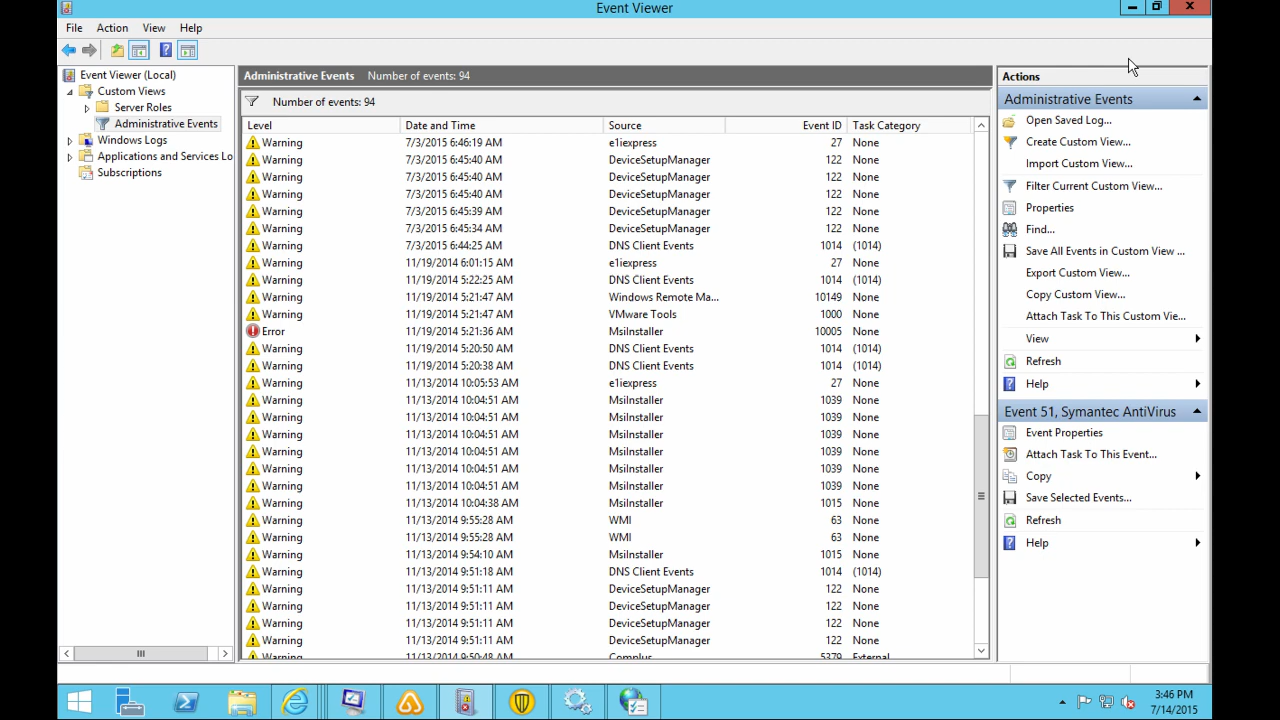 Event Viewer
File Action View Help
Event Viewer (Local)
Custom Views
Server Roles
Administrative Events
Windows Logs
Applications and Services Lo
Subscriptions
Administrative Events Number of events: 94
Number of events: 94
Level Date and Time Source Event ID Task Category
Warning 7/3/2015 6:46:19 AM e1iexpress 27 None
Warning 7/3/2015 6:45:40 AM DeviceSetupManager 122 None
Warning 7/3/2015 6:45:40 AM DeviceSetupManager 122 None
Warning 7/3/2015 6:45:40 AM DeviceSetupManager 122 None
Warning 7/3/2015 6:45:39 AM DeviceSetupManager 122 None
Warning 7/3/2015 6:45:34 AM DeviceSetupManager 122 None
Warning 7/3/2015 6:44:25 AM DNS Client Events 1014 (1014)
Warning 11/19/2014 6:01:15 AM e1iexpress 27 None
Warning 11/19/2014 5:22:25 AM DNS Client Events 1014 (1014)
Warning 11/19/2014 5:21:47 AM Windows Remote Ma... 10149 None
Warning 11/19/2014 5:21:47 AM VMware Tools 1000 None
Error 11/19/2014 5:21:36 AM MsiInstaller 10005 None
Warning 11/19/2014 5:20:50 AM DNS Client Events 1014 (1014)
Warning 11/19/2014 5:20:38 AM DNS Client Events 1014 (1014)
Warning 11/13/2014 10:05:53 AM e1iexpress 27 None
Warning 11/13/2014 10:04:51 AM MsiInstaller 1039 None
Warning 11/13/2014 10:04:51 AM MsiInstaller 1039 None
Warning 11/13/2014 10:04:51 AM MsiInstaller 1039 None
Warning 11/13/2014 10:04:51 AM MsiInstaller 1039 None
Warning 11/13/2014 10:04:51 AM MsiInstaller 1039 None
Warning 11/13/2014 10:04:51 AM MsiInstaller 1039 None
Warning 11/13/2014 10:04:38 AM MsiInstaller 1015 None
Warning 11/13/2014 9:55:28 AM WMI 63 None
Warning 11/13/2014 9:55:28 AM WMI 63 None
Warning 11/13/2014 9:54:10 AM MsiInstaller 1015 None
Warning 11/13/2014 9:51:18 AM DNS Client Events 1014 (1014)
Warning 11/13/2014 9:51:11 AM DeviceSetupManager 122 None
Warning 11/13/2014 9:51:11 AM DeviceSetupManager 122 None
Warning 11/13/2014 9:51:11 AM DeviceSetupManager 122 None
Warning 11/13/2014 9:51:11 AM DeviceSetupManager 122 None
Warning 11/13/2014 9:50:48 AM Complus 5379 External
Actions
Administrative Events
Open Saved Log...
Create Custom View...
Import Custom View...
Filter Current Custom View...
Properties
Find...
Save All Events in Custom View ...
Export Custom View...
Copy Custom View...
Attach Task To This Custom Vie...
View
Refresh
Help
Event 51, Symantec AntiVirus
Event Properties
Attach Task To This Event...
Copy
Save Selected Events...
Refresh
Help
3:46 PM
7/14/2015